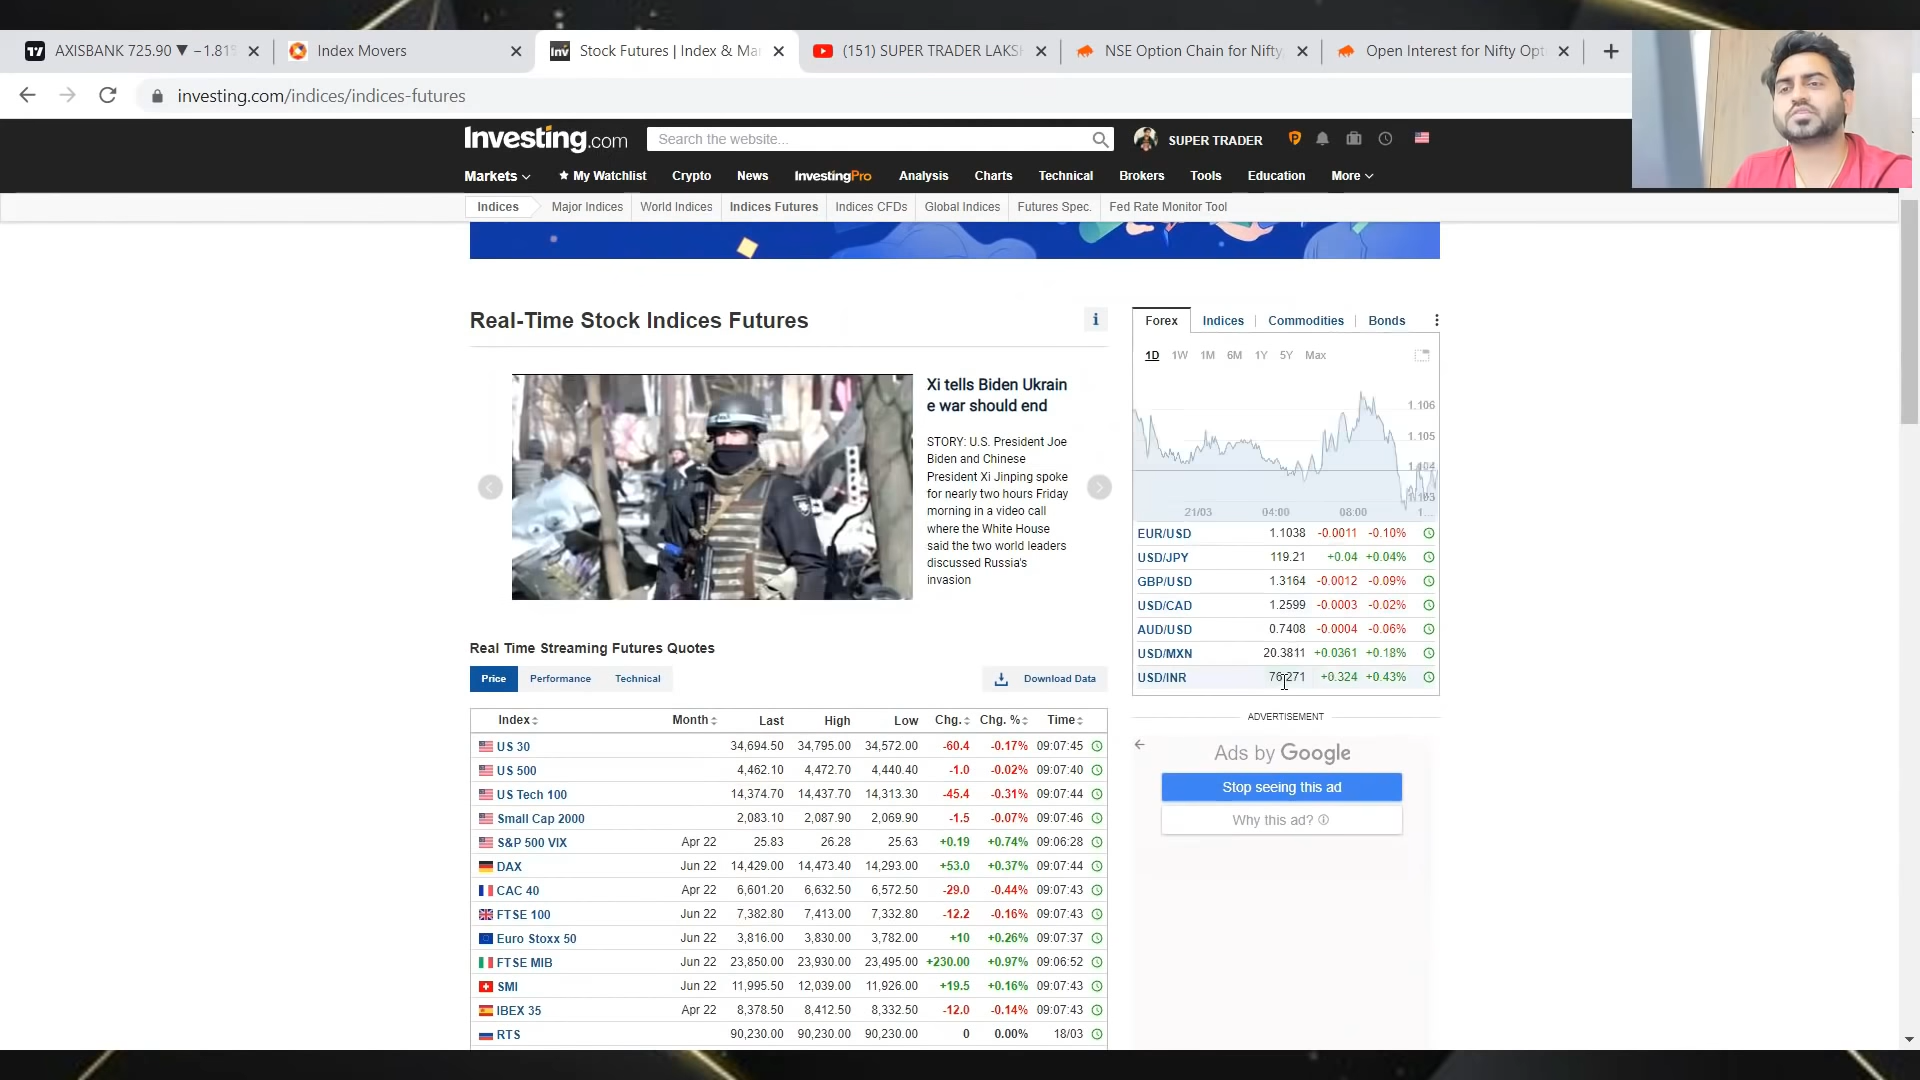 AXISBANK 725.90 ▼ −1.81%
Index Movers
Stock Futures | Index & Ma
(151) SUPER TRADER LAKS
NSE Option Chain for Nifty,
Open Interest for Nifty Opt
investing.com/indices/indices-futures
Investing.com
Search the website...
SUPER TRADER
Markets
★ My Watchlist
Crypto
News
InvestingPro
Analysis
Charts
Technical
Brokers
Tools
Education
More
Indices
Major Indices
World Indices
Indices Futures
Indices CFDs
Global Indices
Futures Spec.
Fed Rate Monitor Tool
Real-Time Stock Indices Futures
i
Xi tells Biden Ukrain
e war should end
STORY: U.S. President Joe
Biden and Chinese
President Xi Jinping spoke
for nearly two hours Friday
morning in a video call
where the White House
said the two world leaders
discussed Russia's
invasion
Real Time Streaming Futures Quotes
Price Performance Technical
Download Data
Index Month Last High Low Chg. Chg. % Time
US 30 34,694.50 34,795.00 34,572.00 -60.4 -0.17% 09:07:45
US 500 4,462.10 4,472.70 4,440.40 -1.0 -0.02% 09:07:40
US Tech 100 14,374.70 14,437.70 14,313.30 -45.4 -0.31% 09:07:44
Small Cap 2000 2,083.10 2,087.90 2,069.90 -1.5 -0.07% 09:07:46
S&P 500 VIX Apr 22 25.83 26.28 25.63 +0.19 +0.74% 09:06:28
DAX Jun 22 14,429.00 14,473.40 14,293.00 +53.0 +0.37% 09:07:44
CAC 40 Apr 22 6,601.20 6,632.50 6,572.50 -29.0 -0.44% 09:07:43
FTSE 100 Jun 22 7,382.80 7,413.00 7,332.80 -12.2 -0.16% 09:07:43
Euro Stoxx 50 Jun 22 3,816.00 3,830.00 3,782.00 +10 +0.26% 09:07:37
FTSE MIB Jun 22 23,850.00 23,930.00 23,495.00 +230.00 +0.97% 09:06:52
SMI Jun 22 11,995.50 12,039.00 11,926.00 +19.5 +0.16% 09:07:43
IBEX 35 Apr 22 8,378.50 8,412.50 8,332.50 -12.0 -0.14% 09:07:43
RTS 90,230.00 90,230.00 90,230.00 0 0.00% 18/03
Forex Indices Commodities Bonds
1D 1W 1M 6M 1Y 5Y Max
1.106
1.105
1.104
21/03 04:00 08:00 1...
EUR/USD 1.1038 -0.0011 -0.10%
USD/JPY 119.21 +0.04 +0.04%
GBP/USD 1.3164 -0.0012 -0.09%
USD/CAD 1.2599 -0.0003 -0.02%
AUD/USD 0.7408 -0.0004 -0.06%
USD/MXN 20.3811 +0.0361 +0.18%
USD/INR 76.271 +0.324 +0.43%
ADVERTISEMENT
Ads by Google
Stop seeing this ad
Why this ad?